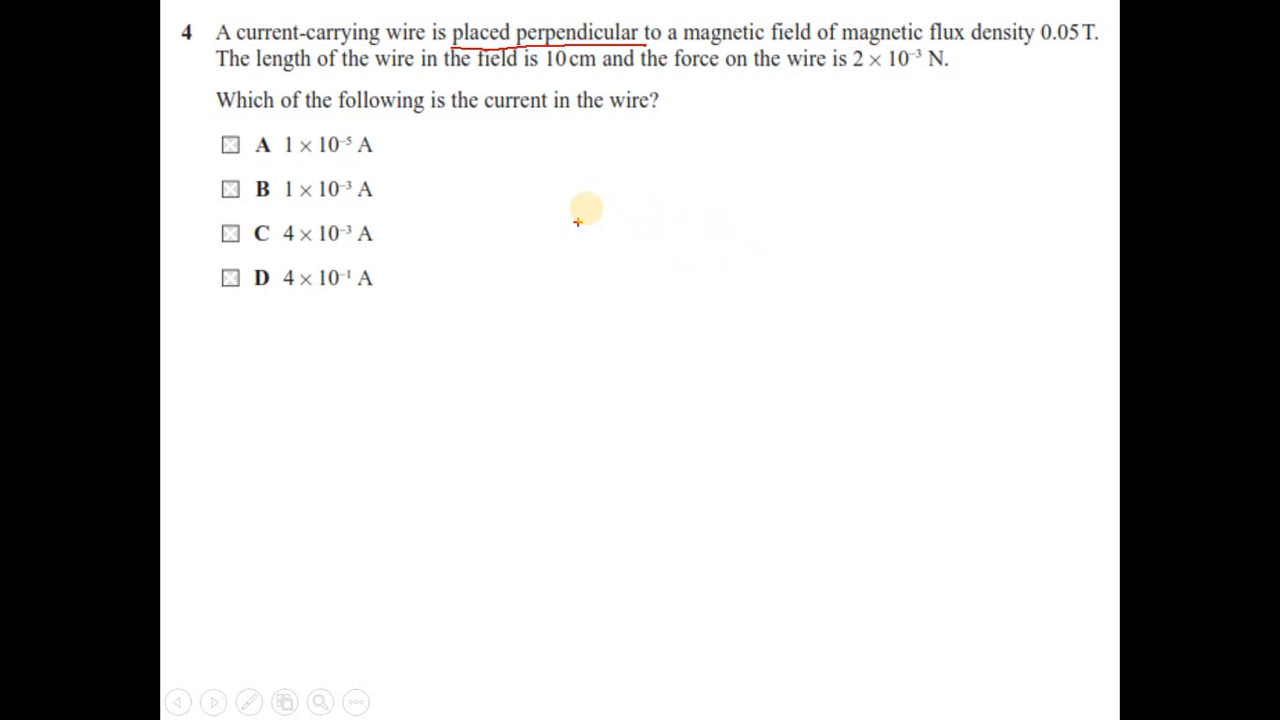 4 A current-carrying wire is placed perpendicular to a magnetic field of magnetic flux density 0.05 T.
The length of the wire in the field is 10 cm and the force on the wire is 2 × 10⁻³ N.
Which of the following is the current in the wire?
A 1 × 10⁻⁵ A
B 1 × 10⁻³ A
C 4 × 10⁻³ A
D 4 × 10⁻¹ A